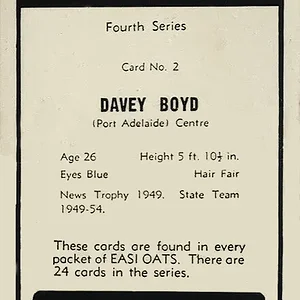 Fourth Series
Card No. 2
DAVEY BOYD
(Port Adelaide) Centre
Age 26 Height 5 ft. 10½ in.
Eyes Blue Hair Fair
News Trophy 1949. State Team
1949-54.
These cards are found in every
packet of EASI OATS. There are
24 cards in the series.